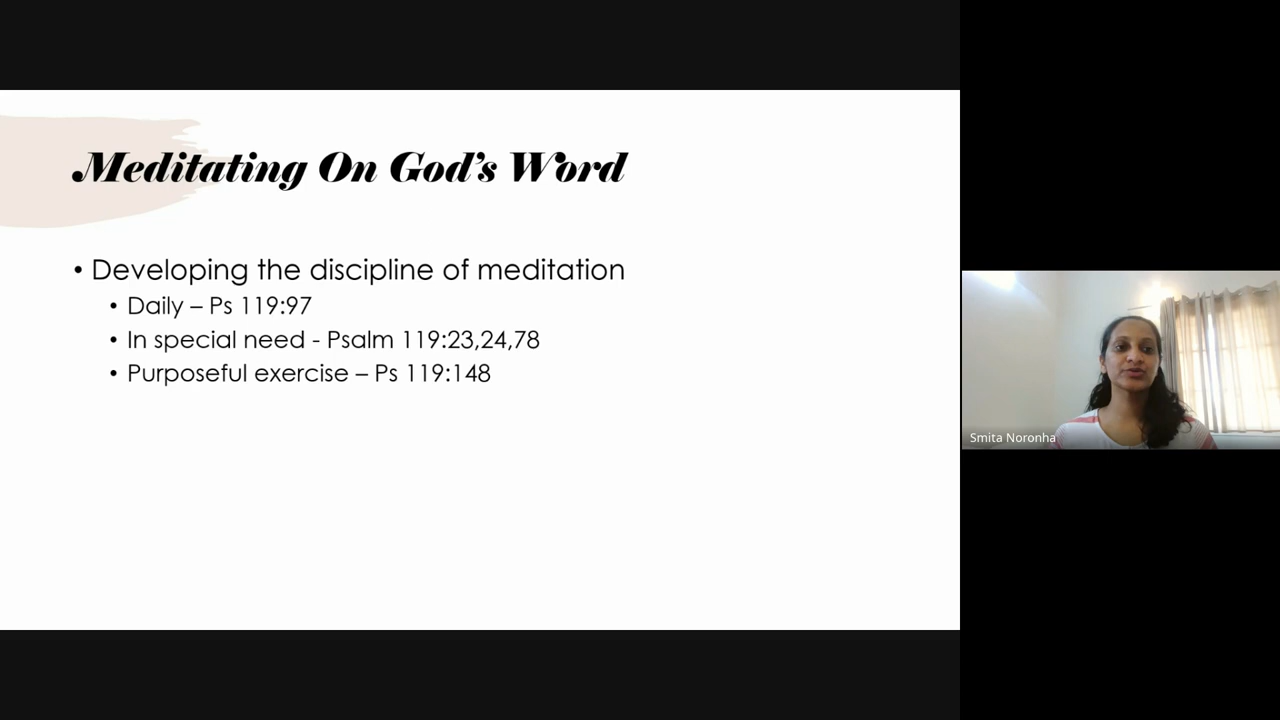 Meditating On God's Word
• Developing the discipline of meditation
• Daily – Ps 119:97
• In special need - Psalm 119:23,24,78
• Purposeful exercise – Ps 119:148
Smita Noronha